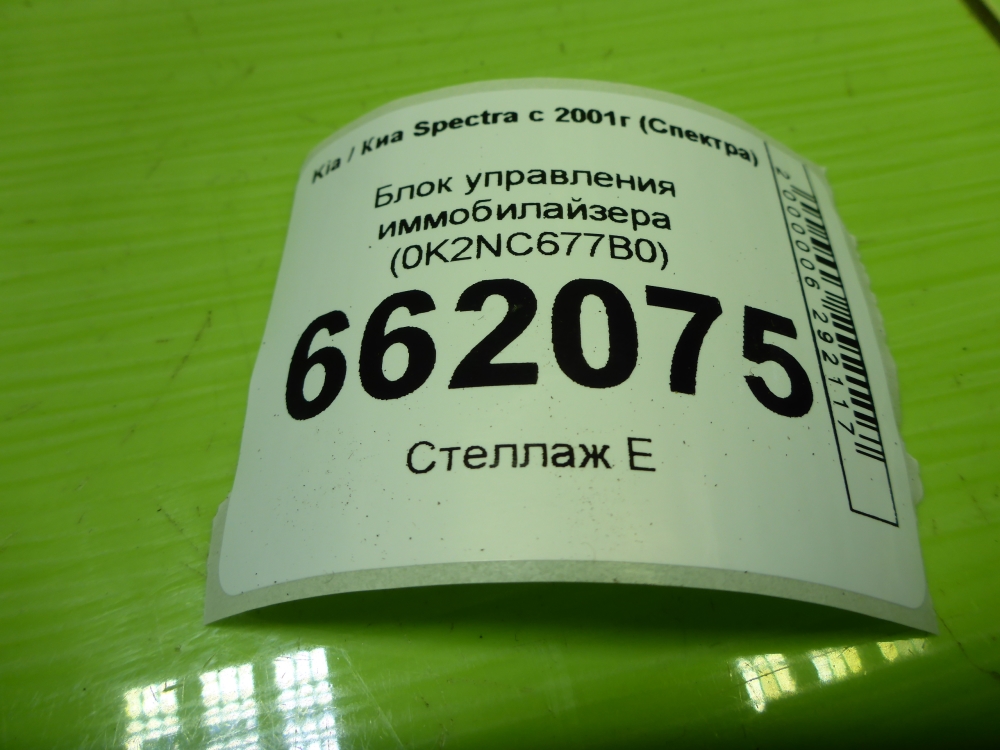 Kia / Киа Spectra с 2001г (Спектра)
Блок управления
иммобилайзера
(0K2NC677B0)
662075
Стеллаж Е
2000006292117